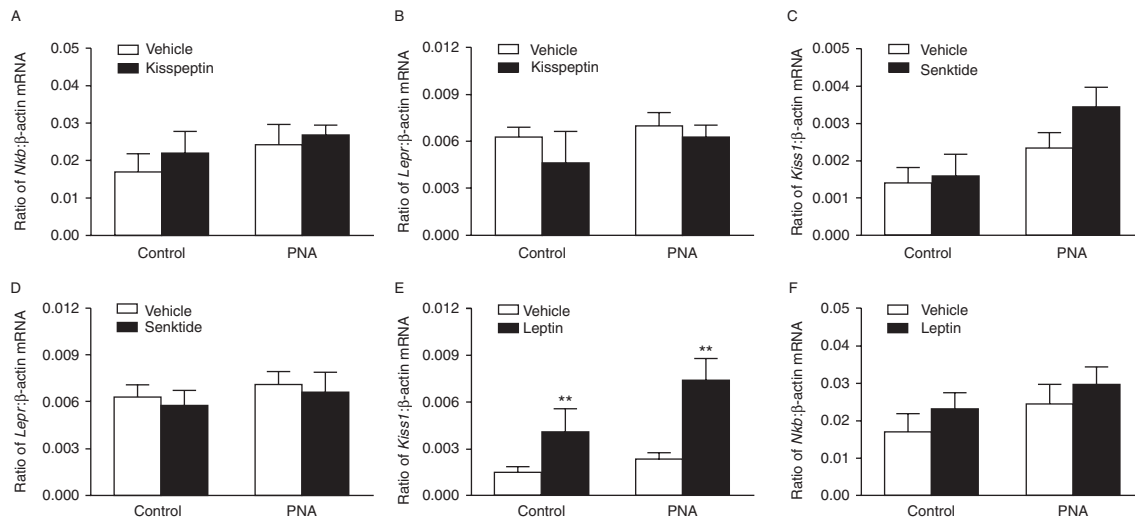 A
Ratio of Nkb:β-actin mRNA
0.05
0.04
0.03
0.02
0.01
0.00
Vehicle
Kisspeptin
Control
PNA
B
Ratio of Lepr:β-actin mRNA
0.012
0.009
0.006
0.003
0.000
Vehicle
Kisspeptin
Control
PNA
C
Ratio of Kiss1:β-actin mRNA
0.005
0.004
0.003
0.002
0.001
0.000
Vehicle
Senktide
Control
PNA
D
Ratio of Lepr:β-actin mRNA
0.012
0.009
0.006
0.003
0.000
Vehicle
Senktide
Control
PNA
E
Ratio of Kiss1:β-actin mRNA
0.012
0.009
0.006
0.003
0.000
Vehicle
Leptin
**
**
Control
PNA
F
Ratio of Nkb:β-actin mRNA
0.05
0.04
0.03
0.02
0.01
0.00
Vehicle
Leptin
Control
PNA